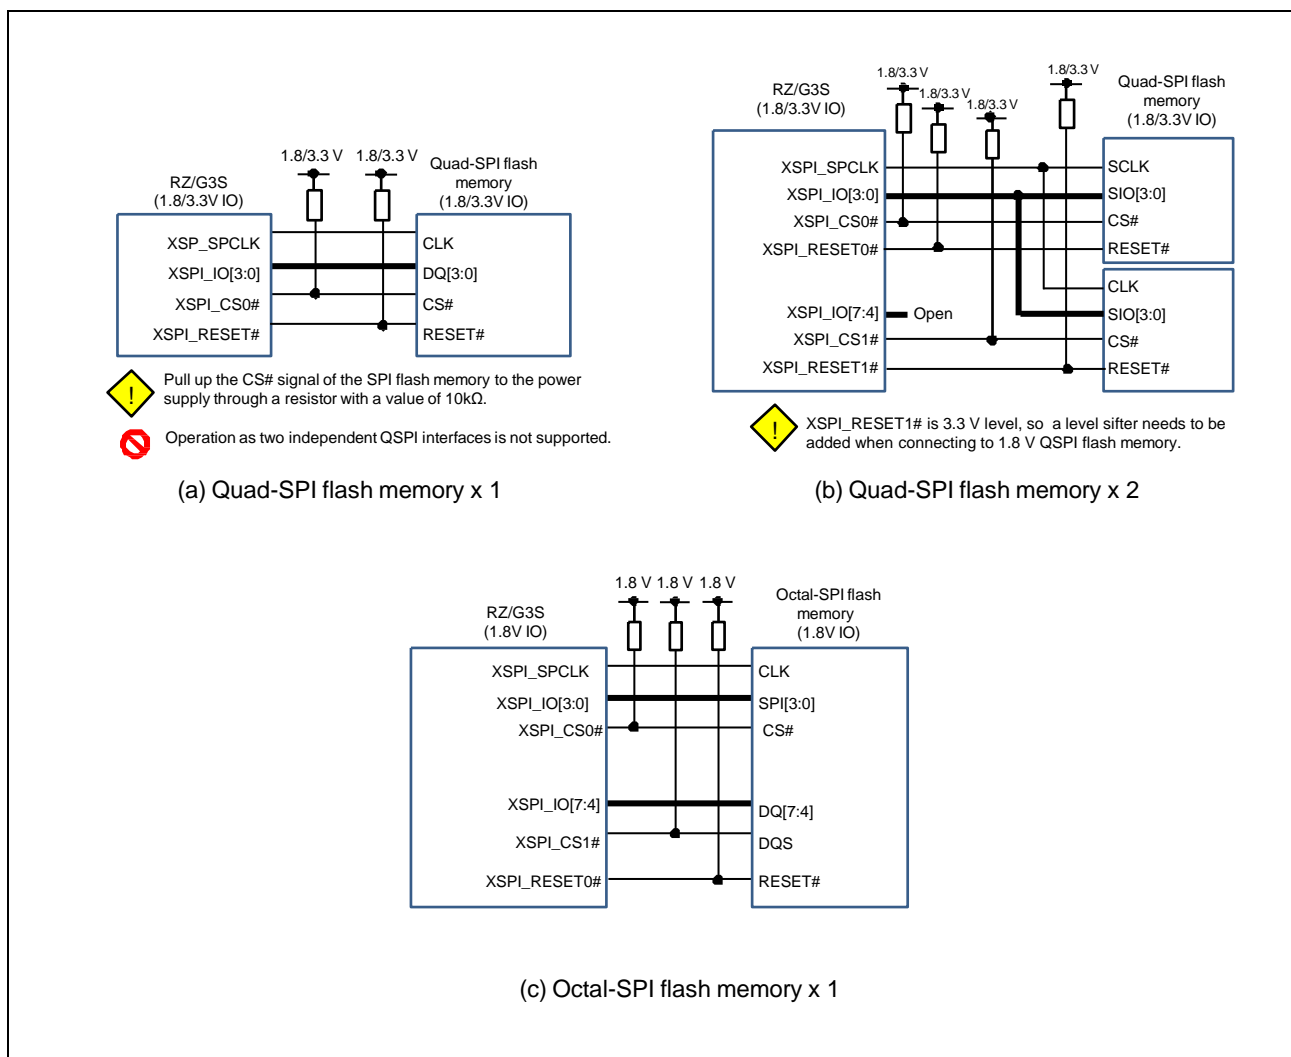 1.8/3.3 V 1.8/3.3 V
RZ/G3S
(1.8/3.3V IO)
Quad-SPI flash
memory
(1.8/3.3V IO)
XSP_SPCLK
XSPI_IO[3:0]
XSPI_CS0#
XSPI_RESET#
CLK
DQ[3:0]
CS#
RESET#
!
Pull up the CS# signal of the SPI flash memory to the power
supply through a resistor with a value of 10kΩ.
Operation as two independent QSPI interfaces is not supported.
(a) Quad-SPI flash memory x 1
1.8/3.3 V
1.8/3.3 V
1.8/3.3 V
1.8/3.3 V
RZ/G3S
(1.8/3.3V IO)
Quad-SPI flash
memory
(1.8/3.3V IO)
XSPI_SPCLK
XSPI_IO[3:0]
XSPI_CS0#
XSPI_RESET0#
XSPI_IO[7:4]
Open
XSPI_CS1#
XSPI_RESET1#
SCLK
SIO[3:0]
CS#
RESET#
CLK
SIO[3:0]
CS#
RESET#
!
XSPI_RESET1# is 3.3 V level, so a level sifter needs to be
added when connecting to 1.8 V QSPI flash memory.
(b) Quad-SPI flash memory x 2
1.8 V 1.8 V 1.8 V
RZ/G3S
(1.8V IO)
Octal-SPI flash
memory
(1.8V IO)
XSPI_SPCLK
XSPI_IO[3:0]
XSPI_CS0#
XSPI_IO[7:4]
XSPI_CS1#
XSPI_RESET0#
CLK
SPI[3:0]
CS#
DQ[7:4]
DQS
RESET#
(c) Octal-SPI flash memory x 1